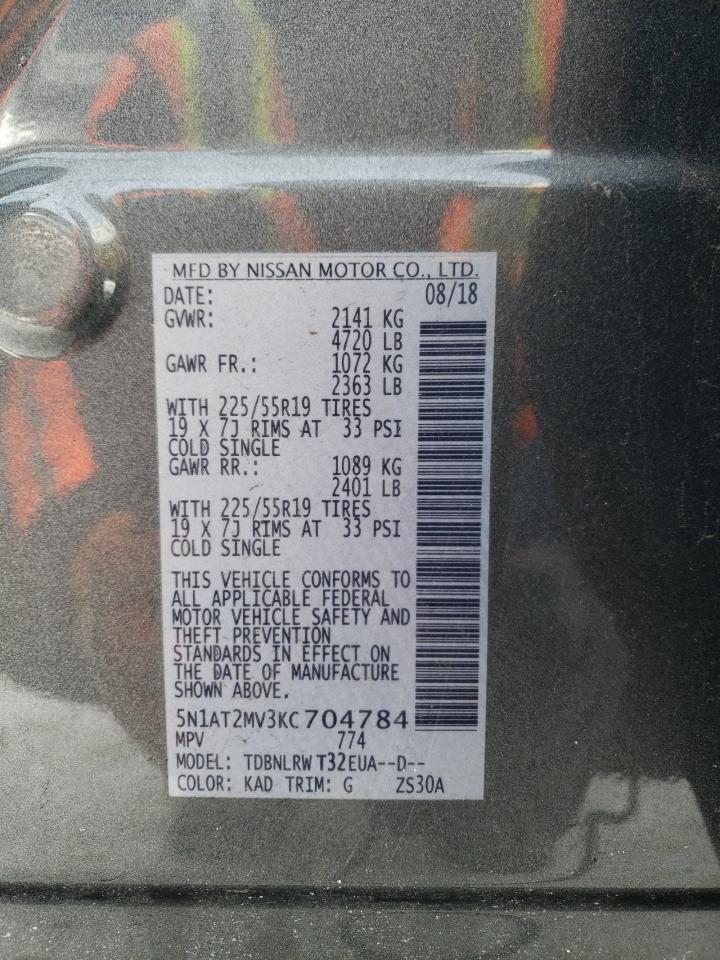 MFD BY NISSAN MOTOR CO., LTD.
DATE: 08/18
GVWR: 2141 KG
4720 LB
GAWR FR.: 1072 KG
2363 LB
WITH 225/55R19 TIRES
19 X 7J RIMS AT 33 PSI
COLD SINGLE
GAWR RR.: 1089 KG
2401 LB
WITH 225/55R19 TIRES
19 X 7J RIMS AT 33 PSI
COLD SINGLE
THIS VEHICLE CONFORMS TO
ALL APPLICABLE FEDERAL
MOTOR VEHICLE SAFETY AND
THEFT PREVENTION
STANDARDS IN EFFECT ON
THE DATE OF MANUFACTURE
SHOWN ABOVE.
5N1AT2MV3KC704784
MPV 774
MODEL: TDBNLRW T32EUA--D--
COLOR: KAD TRIM: G ZS30A